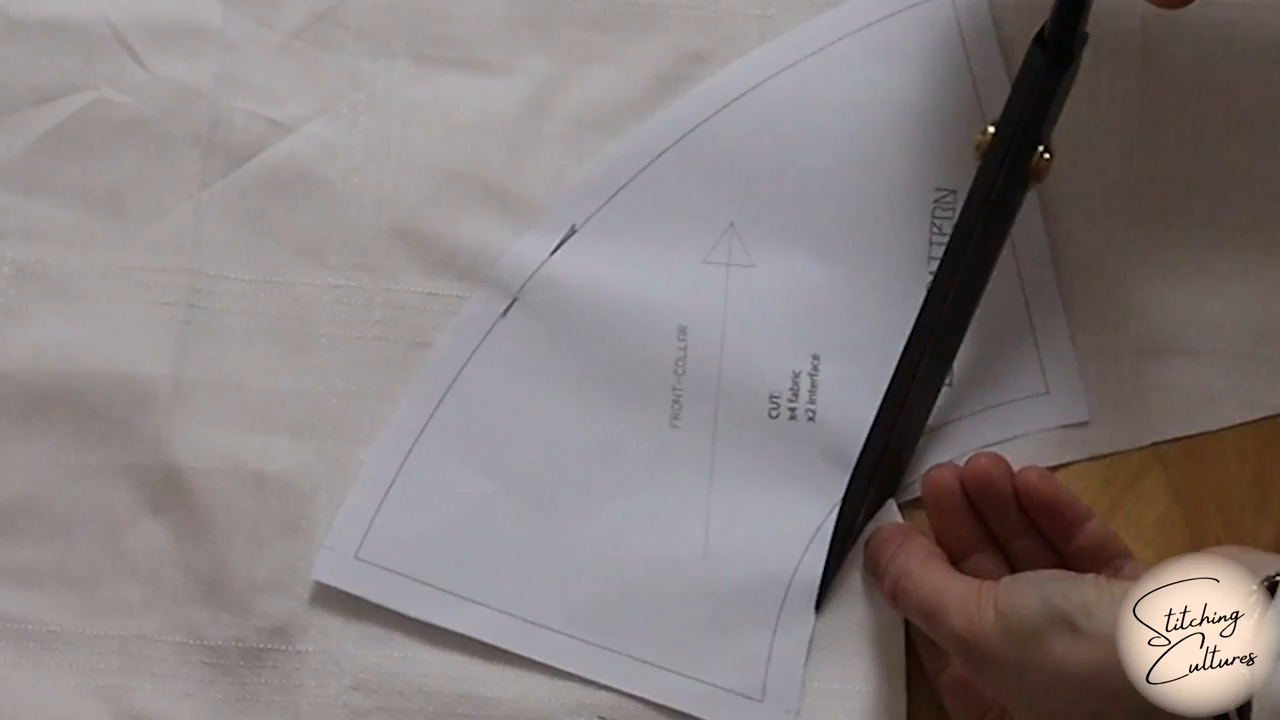 FRONT-COLLAR
CUT:
x4 fabric
x2 interface
Stitching
Cultures